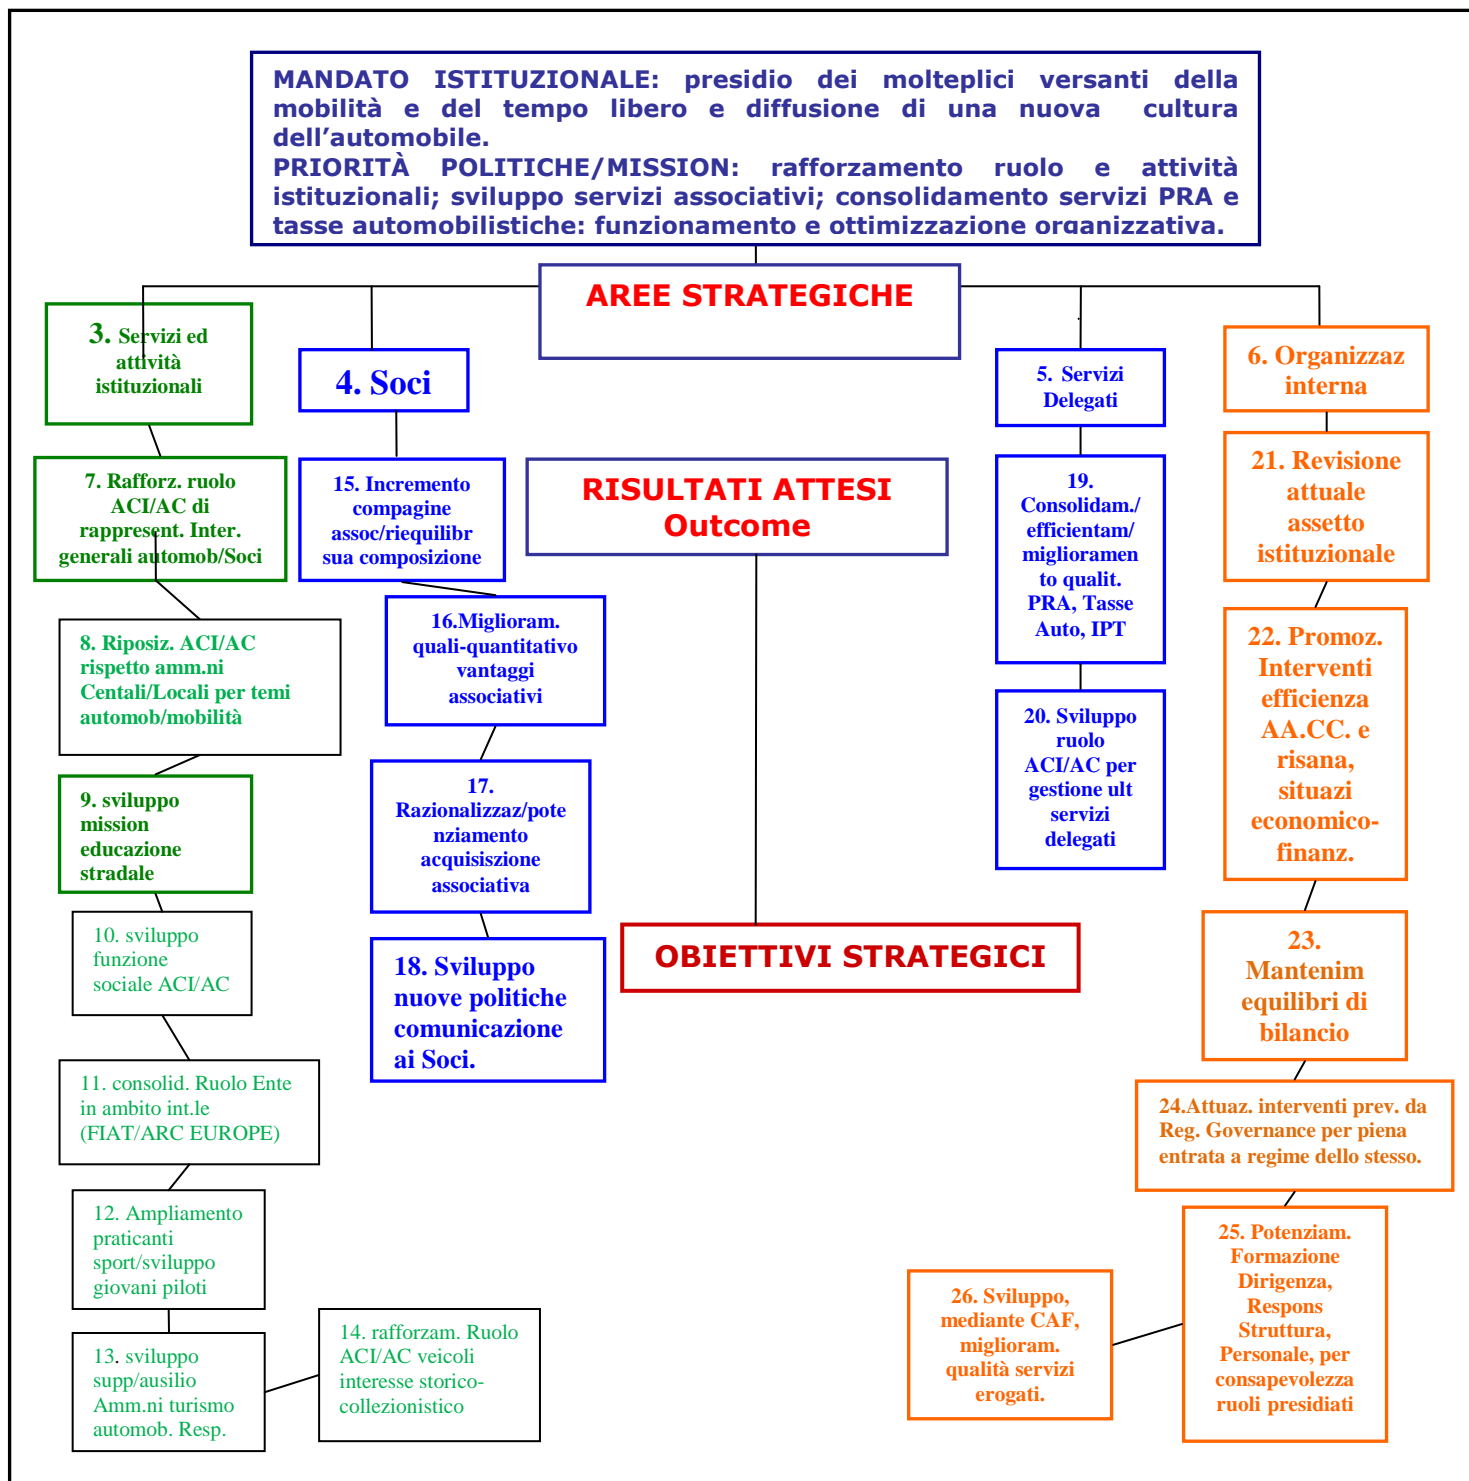 MANDATO ISTITUZIONALE: presidio dei molteplici versanti della
mobilità e del tempo libero e diffusione di una nuova cultura
dell’automobile.
PRIORITÀ POLITICHE/MISSION: rafforzamento ruolo e attività
istituzionali; sviluppo servizi associativi; consolidamento servizi PRA e
tasse automobilistiche: funzionamento e ottimizzazione organizzativa.
AREE STRATEGICHE
3. Servizi ed
attività
istituzionali
4. Soci
5. Servizi
Delegati
6. Organizzaz
interna
7. Rafforz. ruolo
ACI/AC di
rappresent. Inter.
generali automob/Soci
15. Incremento
compagine
assoc/riequilibr
sua composizione
RISULTATI ATTESI
Outcome
19.
Consolidam./
efficientam/
miglioramen
to qualit.
PRA, Tasse
Auto, IPT
21. Revisione
attuale
assetto
istituzionale
8. Riposiz. ACI/AC
rispetto amm.ni
Centali/Locali per temi
automob/mobilità
16.Miglioram.
quali-quantitativo
vantaggi
associativi
22. Promoz.
Interventi
efficienza
AA.CC. e
risana,
situazi
economico-
finanz.
20. Sviluppo
ruolo
ACI/AC per
gestione ult
servizi
delegati
9. sviluppo
mission
educazione
stradale
17.
Razionalizzaz/pote
nziamento
acquisiszione
associativa
10. sviluppo
funzione
sociale ACI/AC
18. Sviluppo
nuove politiche
comunicazione
ai Soci.
OBIETTIVI STRATEGICI
23.
Mantenim
equilibri di
bilancio
11. consolid. Ruolo Ente
in ambito int.le
(FIAT/ARC EUROPE)
24.Attuaz. interventi prev. da
Reg. Governance per piena
entrata a regime dello stesso.
12. Ampliamento
praticanti
sport/sviluppo
giovani piloti
25. Potenziam.
Formazione
Dirigenza,
Respons
Struttura,
Personale, per
consapevolezza
ruoli presidiati
26. Sviluppo,
mediante CAF,
miglioram.
qualità servizi
erogati.
13. sviluppo
supp/ausilio
Amm.ni turismo
automob. Resp.
14. rafforzam. Ruolo
ACI/AC veicoli
interesse storico-
collezionistico